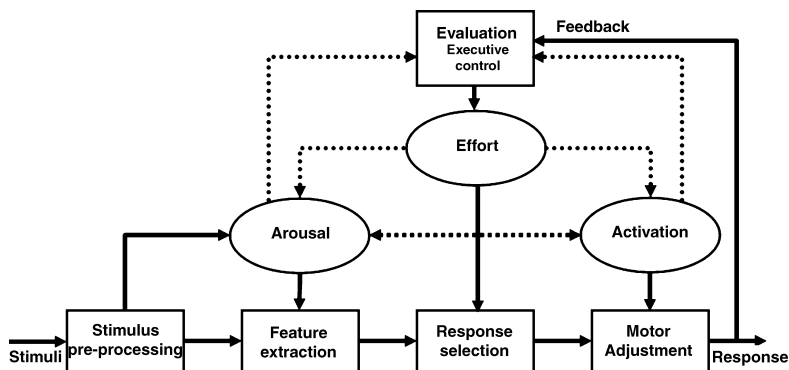 Evaluation
Executive
control
Feedback
Effort
Arousal
Activation
Stimuli
Stimulus
pre-processing
Feature
extraction
Response
selection
Motor
Adjustment
Response